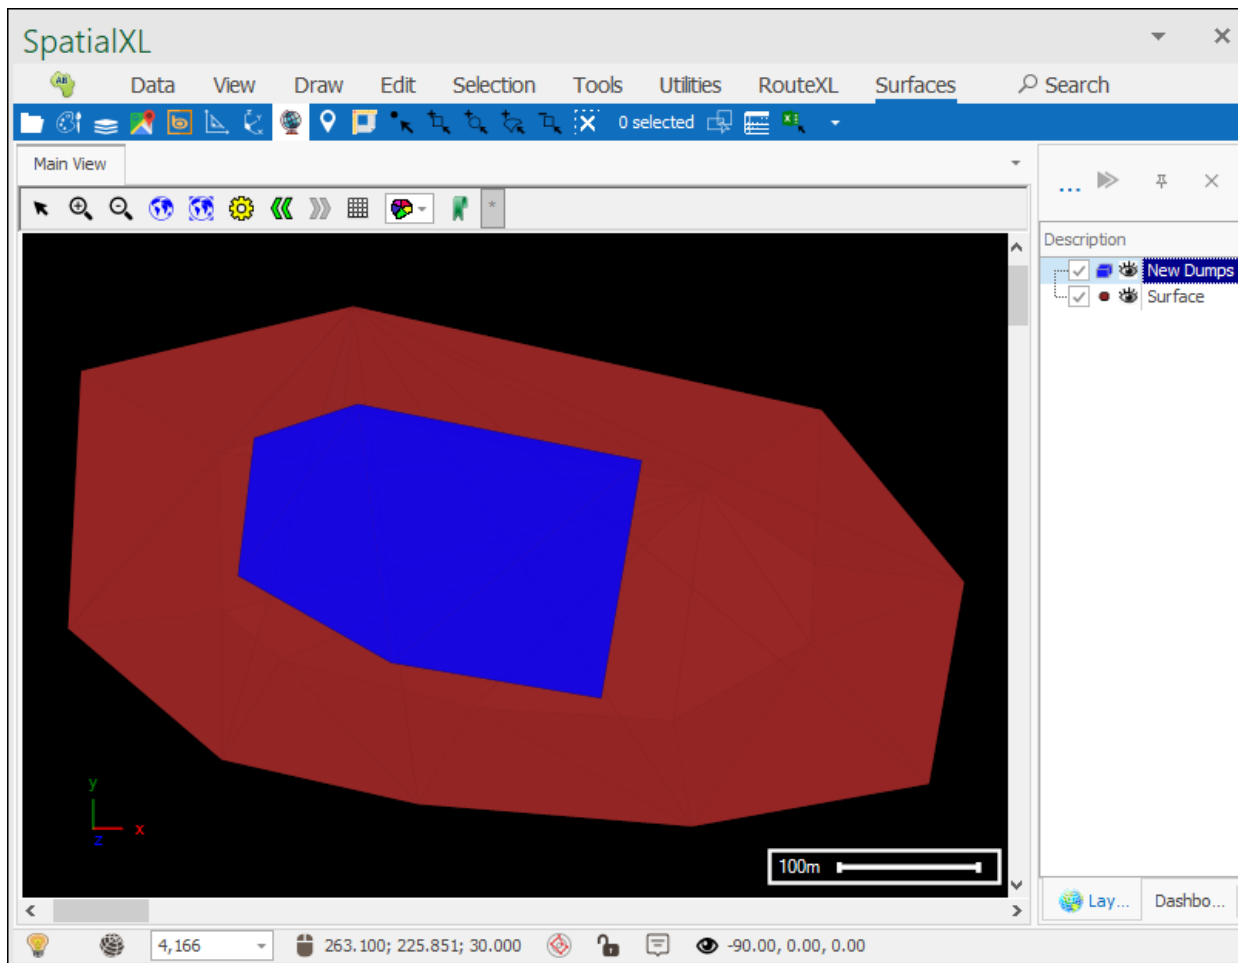 SpatialXL
AB Data View Draw Edit Selection Tools Utilities RouteXL Surfaces Search
0 selected
Main View
...
*
Description
New Dumps
Surface
y
x
z
100m
Lay... Dashbo...
4,166 263.100; 225.851; 30.000 -90.00, 0.00, 0.00